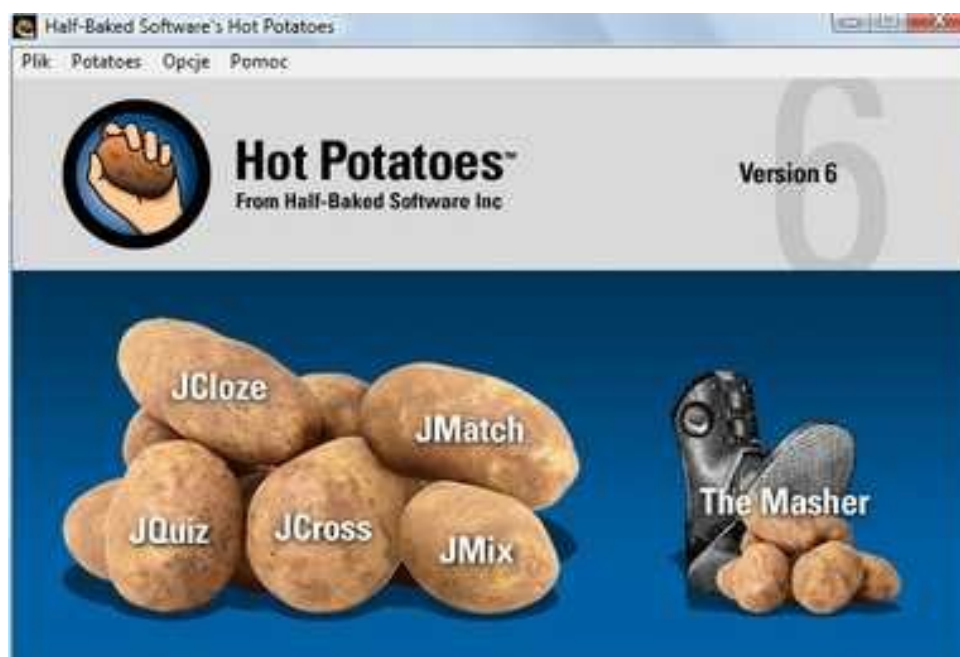 Half-Baked Software's Hot Potatoes
Plik Potatoes Opcje Pomoc
6
Hot Potatoes™
Version 6
From Half-Baked Software Inc
JCloze
JMatch
The Masher
JQuiz
JCross
JMix